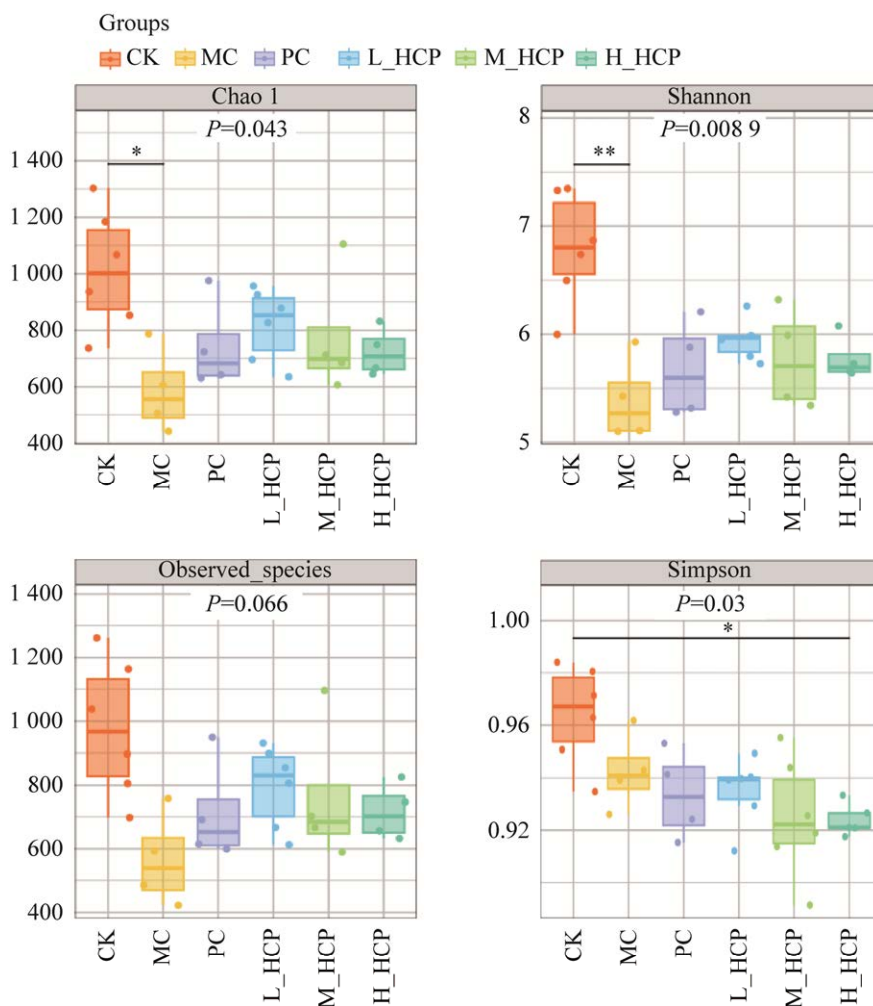 Groups
CK MC PC L_HCP M_HCP H_HCP
Chao 1
P=0.043
*
1 400
1 200
1 000
800
600
400
CK
MC
PC
L_HCP
M_HCP
H_HCP
Shannon
P=0.008 9
**
8
7
6
5
CK
MC
PC
L_HCP
M_HCP
H_HCP
Observed_species
P=0.066
1 400
1 200
1 000
800
600
400
CK
MC
PC
L_HCP
M_HCP
H_HCP
Simpson
P=0.03
*
1.00
0.96
0.92
CK
MC
PC
L_HCP
M_HCP
H_HCP